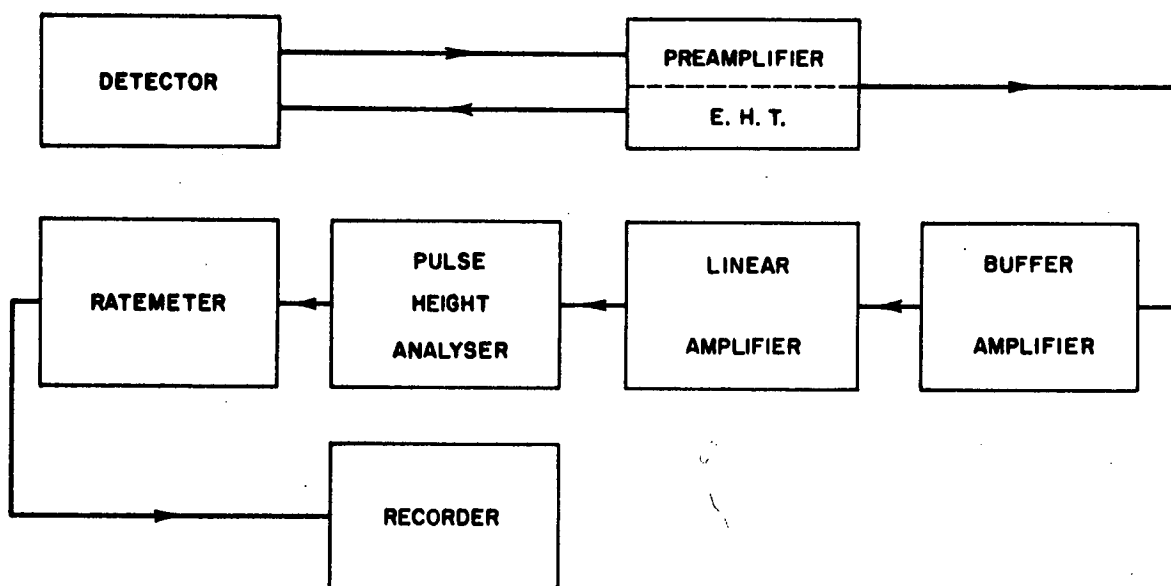 DETECTOR
PREAMPLIFIER
E. H. T.
RATEMETER
PULSE
HEIGHT
ANALYSER
LINEAR
AMPLIFIER
BUFFER
AMPLIFIER
RECORDER